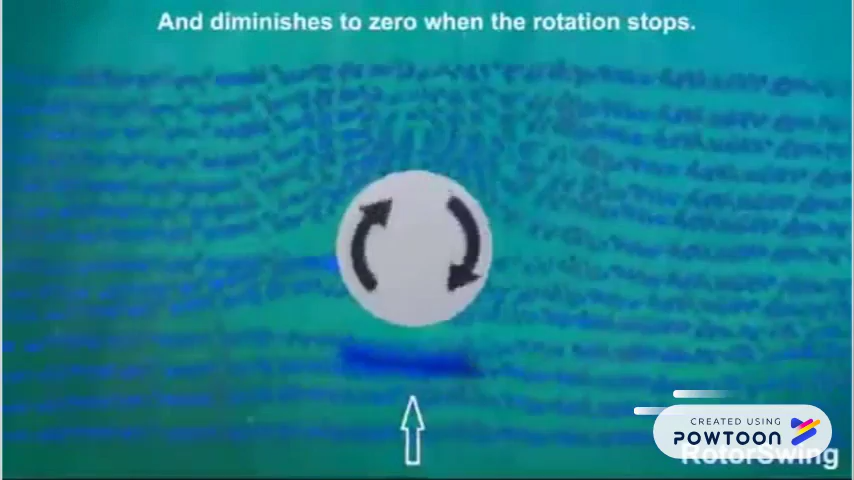 And diminishes to zero when the rotation stops.
CREATED USING
POWTOON
RotorSwing